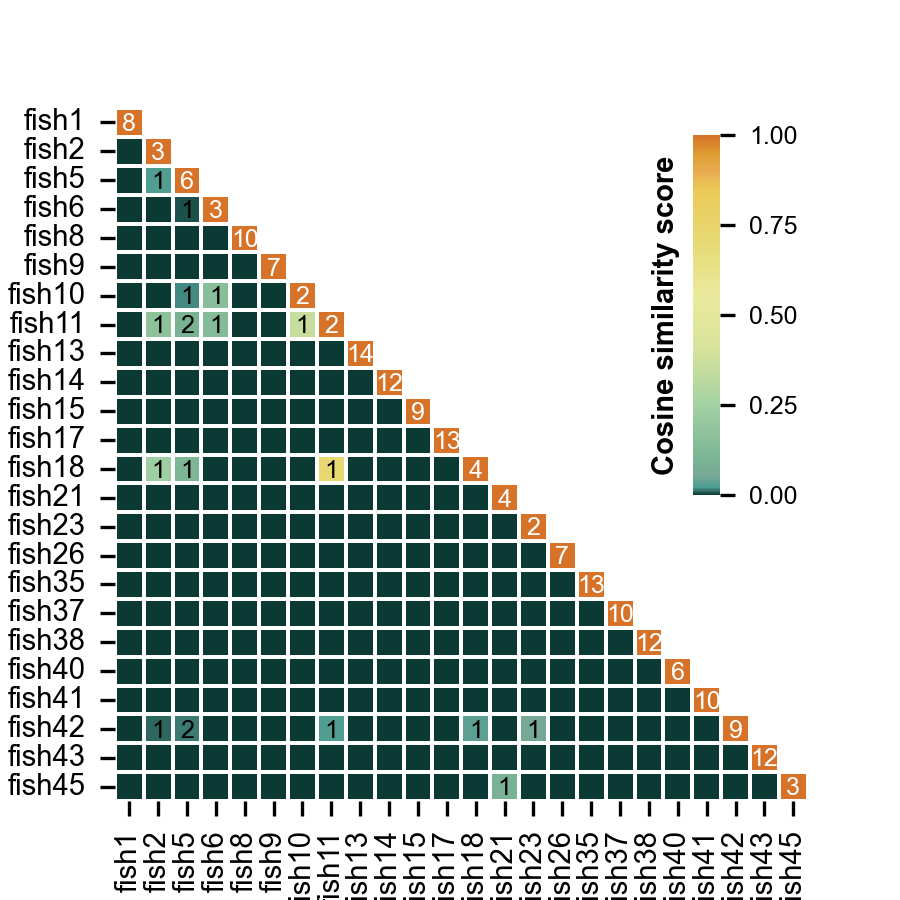 fish1 8
fish2 3
fish5 1 6
fish6 1 3
fish8 10
fish9 7
fish10 1 1 2
fish11 1 2 1 1 2
fish13 14
fish14 12
fish15 9
fish17 13
fish18 1 1 1 4
fish21 4
fish23 2
fish26 7
fish35 13
fish37 10
fish38 12
fish40 6
fish41 10
fish42 1 2 1 1 1 9
fish43 12
fish45 1 3
fish1
fish2
fish5
fish6
fish8
fish9
ish10
fish11
ish13
ish14
ish15
ish17
ish18
ish21
ish23
ish26
ish35
ish37
ish38
ish40
ish41
ish42
ish43
ish45
Cosine similarity score
1.00
0.75
0.50
0.25
0.00